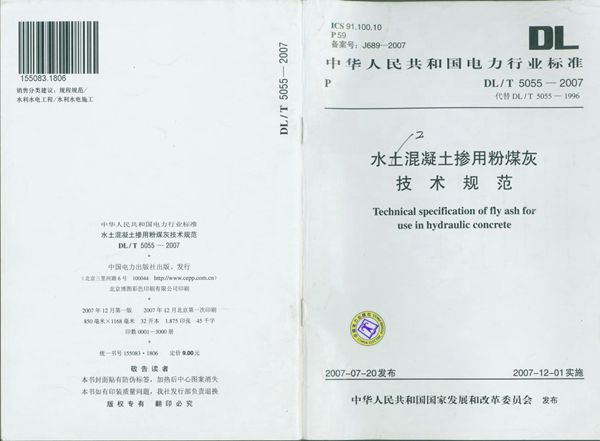 155083.1806
销售分类建议：规程规范/
水利水电工程/水利水电施工
中华人民共和国电力行业标准
水土混凝土掺用粉煤灰技术规范
DL/T 5055—2007
*
中国电力出版社出版、发行
（北京三里河路6号 100044 http://www.cepp.com.cn）
北京博图彩色印刷有限公司印刷
*
2007年12月第一版 2007年12月北京第一次印刷
850毫米×1168毫米 32开本 1.875印张 45千字
印数0001—3000册
*
统一书号 155083·1806 定价 9.00元
敬告读者
本书封面贴有防伪标签，加热后中心图案消失
本书如有印装质量问题，我社发行部负责退换
版权专有 翻印必究
DL/T 5055—2007
ICS 91.100.10
P 59
备案号：J689—2007
DL
中华人民共和国电力行业标准
P
DL/T 5055—2007
代替 DL/T 5055—1996
水土混凝土掺用粉煤灰
技术规范
Technical specification of fly ash for
use in hydraulic concrete
2007-07-20发布
2007-12-01实施
中华人民共和国国家发展和改革委员会 发布